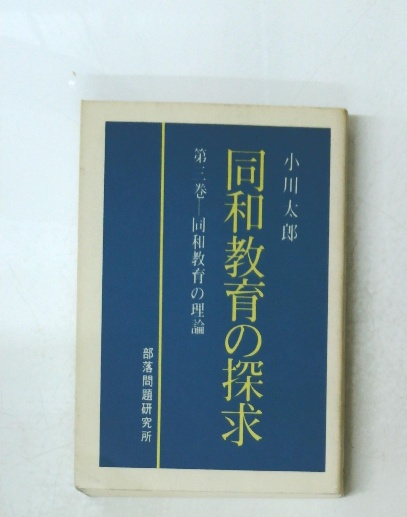 小川太郎
同和教育の探求
第三巻―同和教育の理論
部落問題研究所